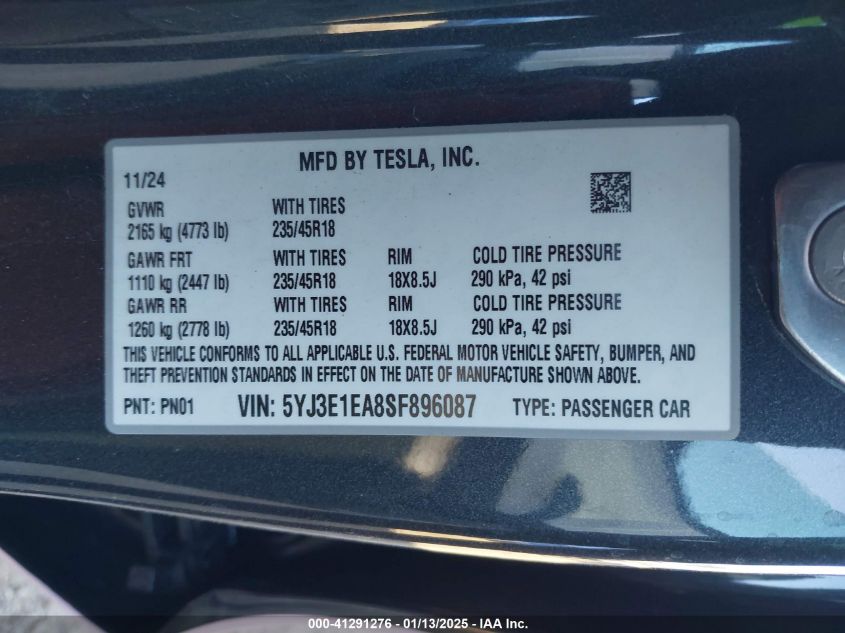 MFD BY TESLA, INC.
11/24
GVWR WITH TIRES
2165 kg (4773 lb) 235/45R18
GAWR FRT WITH TIRES RIM COLD TIRE PRESSURE
1110 kg (2447 lb) 235/45R18 18X8.5J 290 kPa, 42 psi
GAWR RR WITH TIRES RIM COLD TIRE PRESSURE
1260 kg (2778 lb) 235/45R18 18X8.5J 290 kPa, 42 psi
THIS VEHICLE CONFORMS TO ALL APPLICABLE U.S. FEDERAL MOTOR VEHICLE SAFETY, BUMPER, AND
THEFT PREVENTION STANDARDS IN EFFECT ON THE DATE OF MANUFACTURE SHOWN ABOVE.
PNT: PN01 VIN: 5YJ3E1EA8SF896087 TYPE: PASSENGER CAR
000-41291276 - 01/13/2025 - IAA Inc.